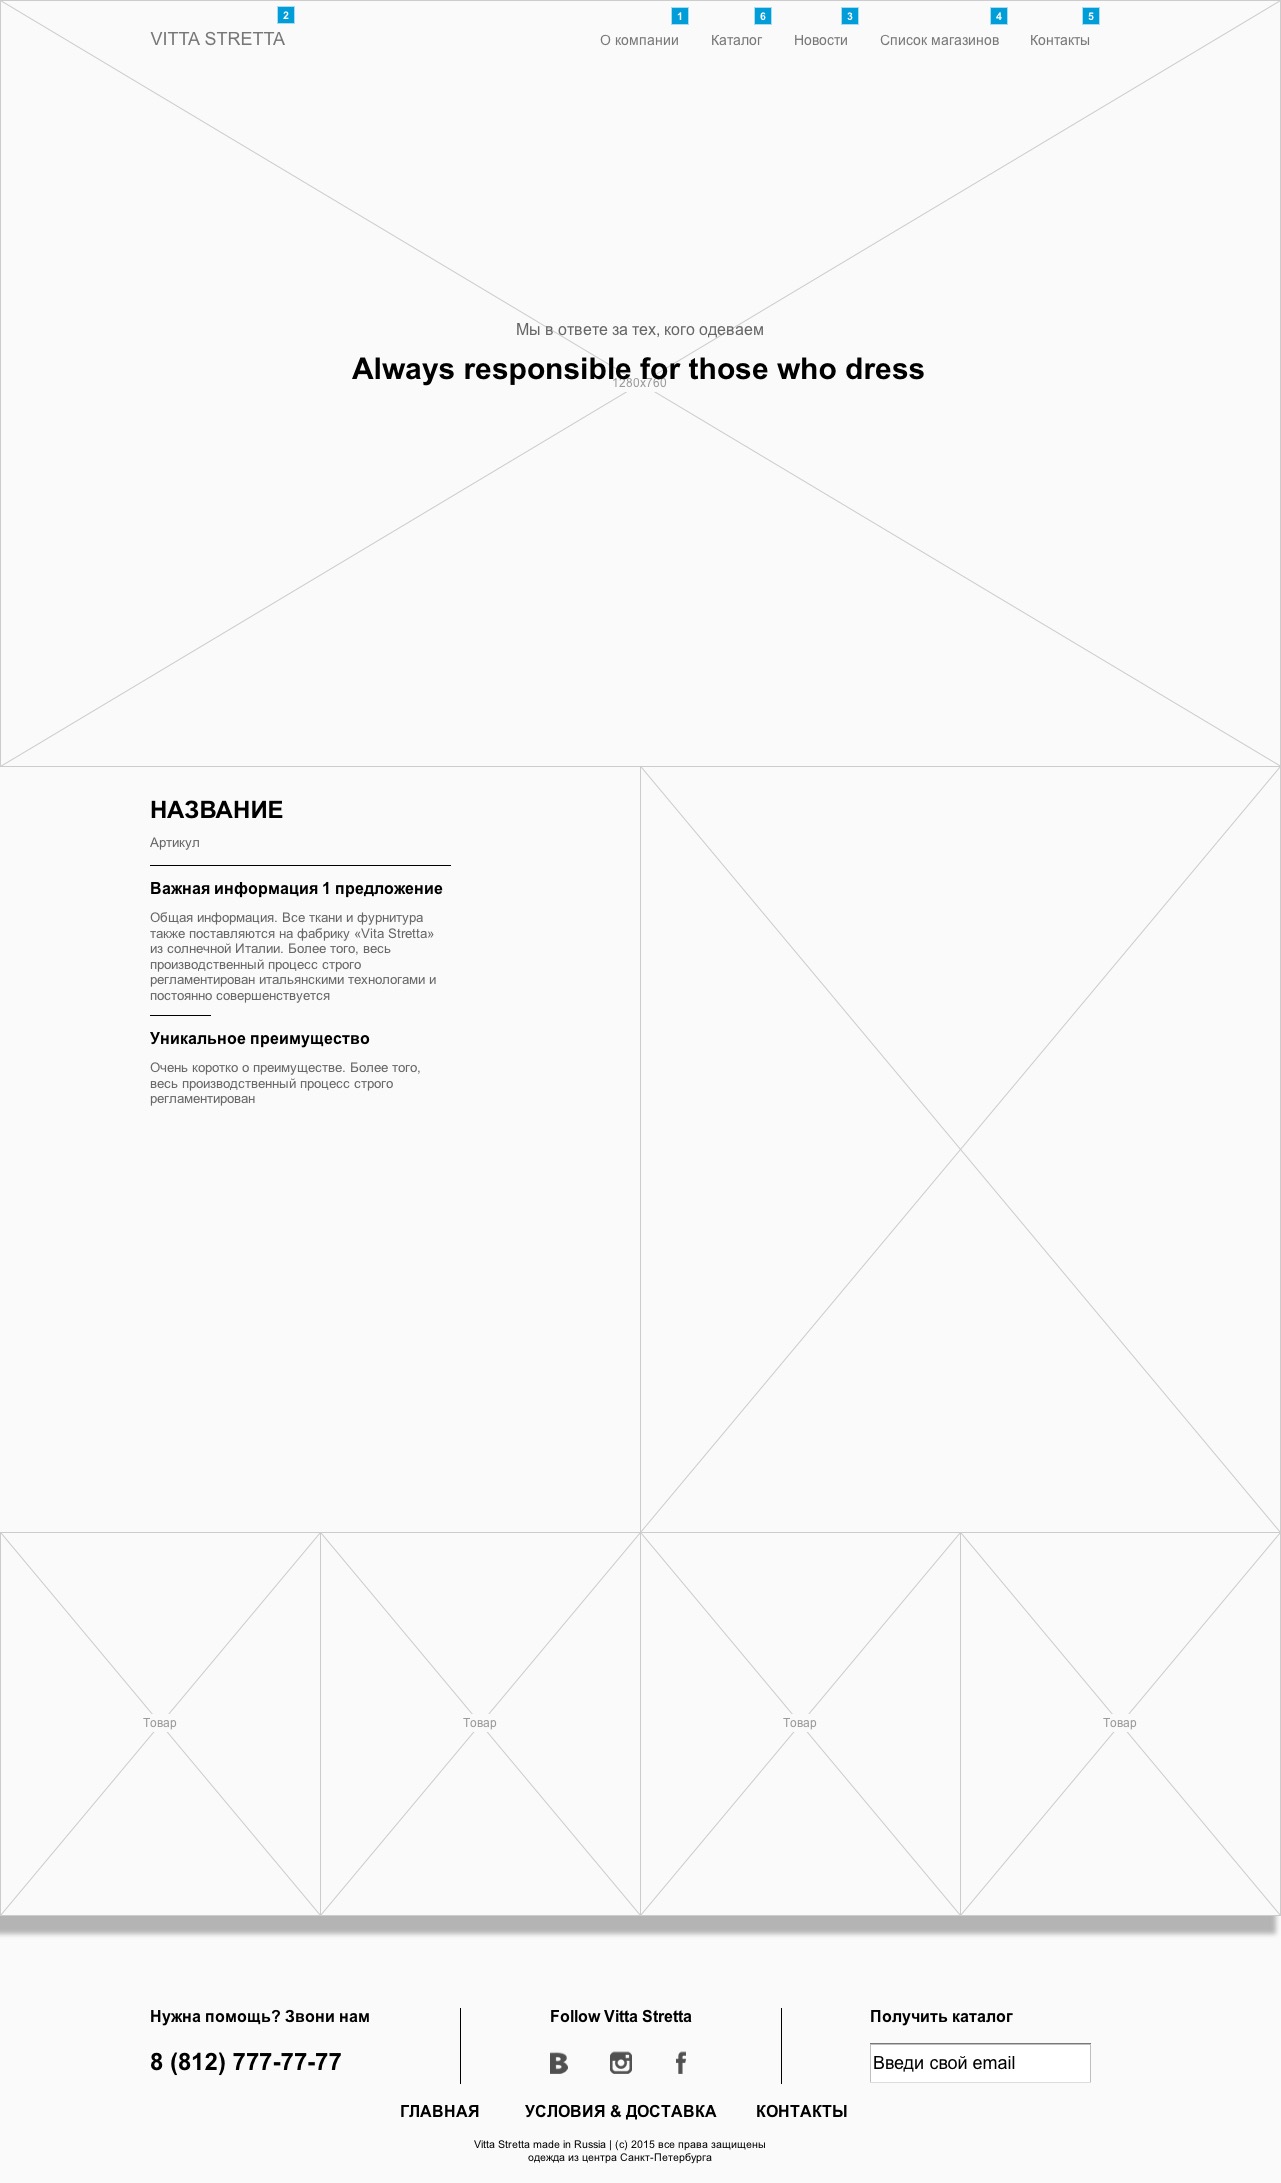 2
1
6
3
4
5
VITTA STRETTA
О компании
Каталог
Новости
Список магазинов
Контакты
Мы в ответе за тех, кого одеваем
Always responsible for those who dress
1280x760
НАЗВАНИЕ
Артикул
Важная информация 1 предложение
Общая информация. Все ткани и фурнитура
также поставляются на фабрику «Vita Stretta»
из солнечной Италии. Более того, весь
производственный процесс строго
регламентирован итальянскими технологами и
постоянно совершенствуется
Уникальное преимущество
Очень коротко о преимуществе. Более того,
весь производственный процесс строго
регламентирован
Товар
Товар
Товар
Товар
Нужна помощь? Звони нам
8 (812) 777-77-77
Follow Vitta Stretta
Получить каталог
Введи свой email
ГЛАВНАЯ
УСЛОВИЯ & ДОСТАВКА
КОНТАКТЫ
Vitta Stretta made in Russia | (c) 2015 все права защищены
одежда из центра Санкт-Петербурга